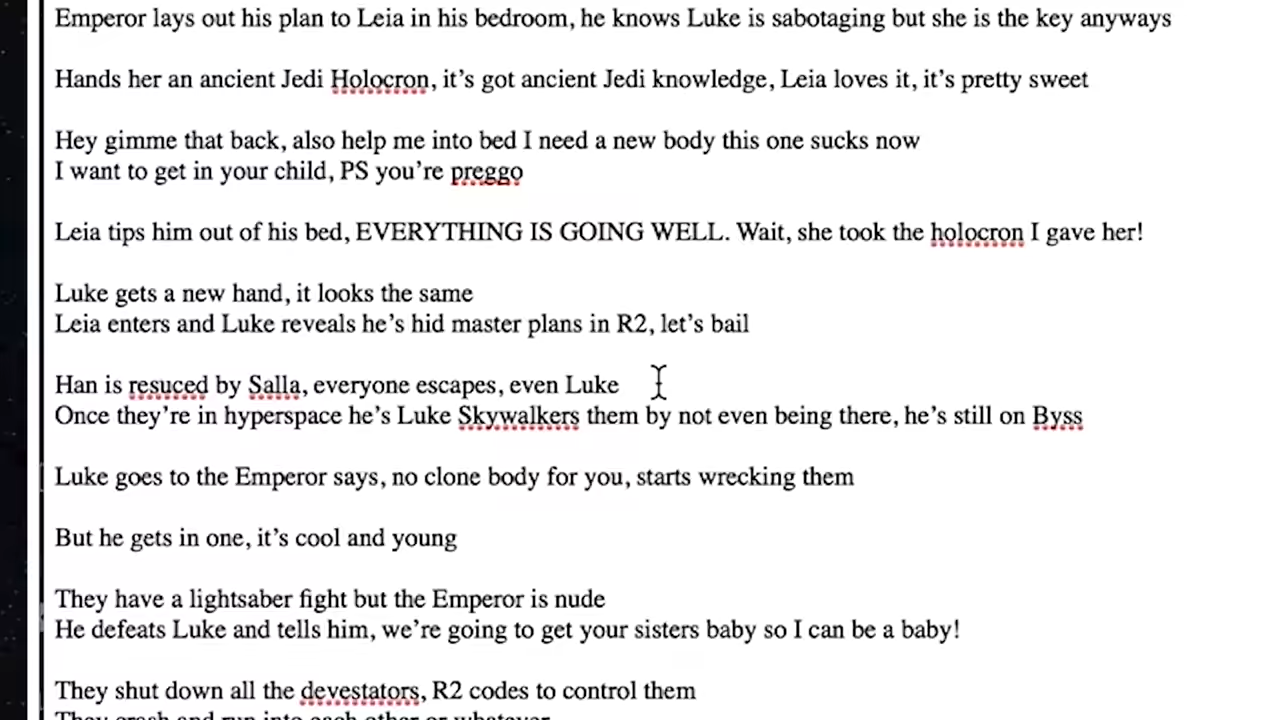 Emperor lays out his plan to Leia in his bedroom, he knows Luke is sabotaging but she is the key anyways
Hands her an ancient Jedi Holocron, it's got ancient Jedi knowledge, Leia loves it, it's pretty sweet
Hey gimme that back, also help me into bed I need a new body this one sucks now
I want to get in your child, PS you're preggo
Leia tips him out of his bed, EVERYTHING IS GOING WELL. Wait, she took the holocron I gave her!
Luke gets a new hand, it looks the same
Leia enters and Luke reveals he's hid master plans in R2, let's bail
Han is resuced by Salla, everyone escapes, even Luke
Once they're in hyperspace he's Luke Skywalkers them by not even being there, he's still on Byss
Luke goes to the Emperor says, no clone body for you, starts wrecking them
But he gets in one, it's cool and young
They have a lightsaber fight but the Emperor is nude
He defeats Luke and tells him, we're going to get your sisters baby so I can be a baby!
They shut down all the devestators, R2 codes to control them
They crash and run into each other or whatever